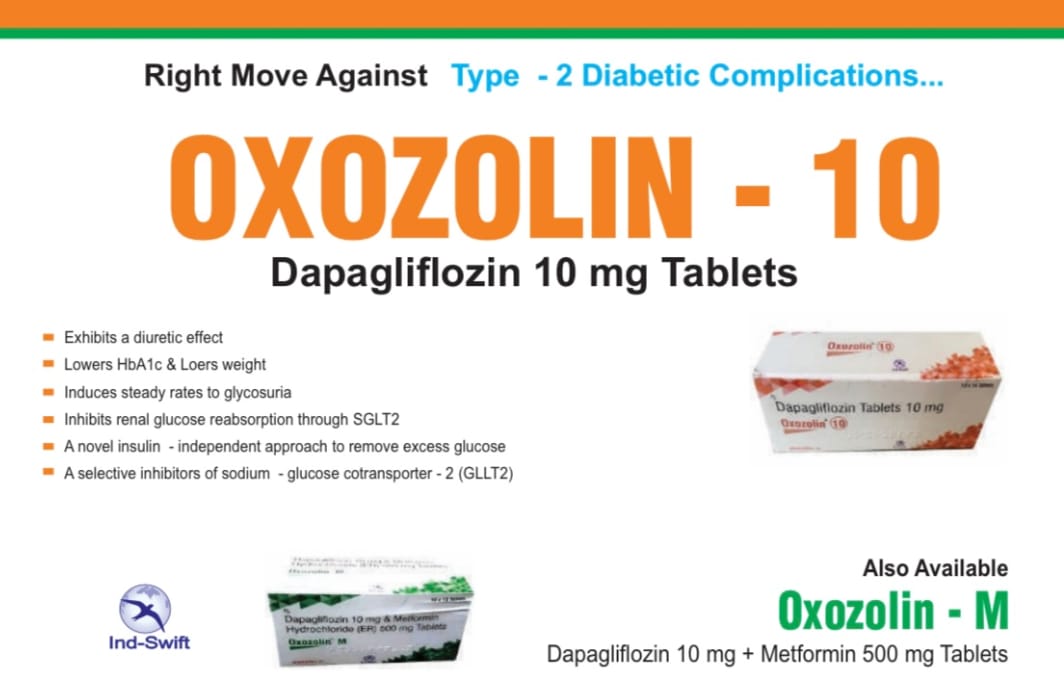 Right Move Against Type - 2 Diabetic Complications...
OXOZOLIN - 10
Dapagliflozin 10 mg Tablets
Exhibits a diuretic effect
Lowers HbA1c & Loers weight
Induces steady rates to glycosuria
Inhibits renal glucose reabsorption through SGLT2
A novel insulin - independent approach to remove excess glucose
A selective inhibitors of sodium - glucose cotransporter - 2 (GLLT2)
Oxozolin 10
Dapagliflozin Tablets 10 mg
Oxozolin 10
Ind-Swift
Oxozolin M
Dapagliflozin 10 mg & Metformin
Hydrochloride (ER) 500 mg Tablets
Oxozolin M
Also Available
Oxozolin - M
Dapagliflozin 10 mg + Metformin 500 mg Tablets